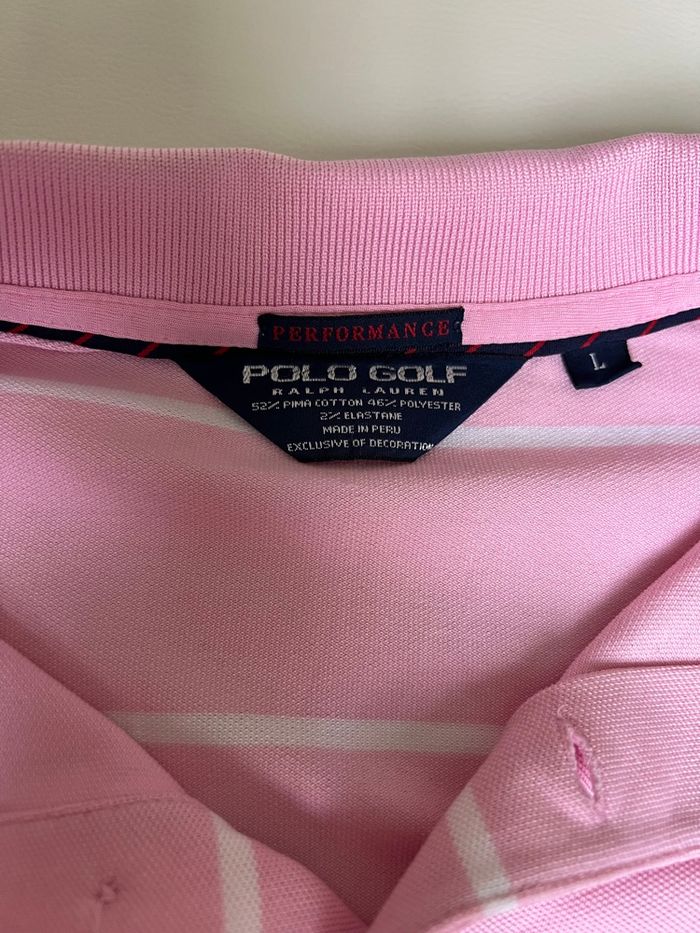 PERFORMANCE
POLO GOLF
RALPH LAUREN
52% PIMA COTTON 46% POLYESTER
2% ELASTANE
MADE IN PERU
EXCLUSIVE OF DECORATION
L